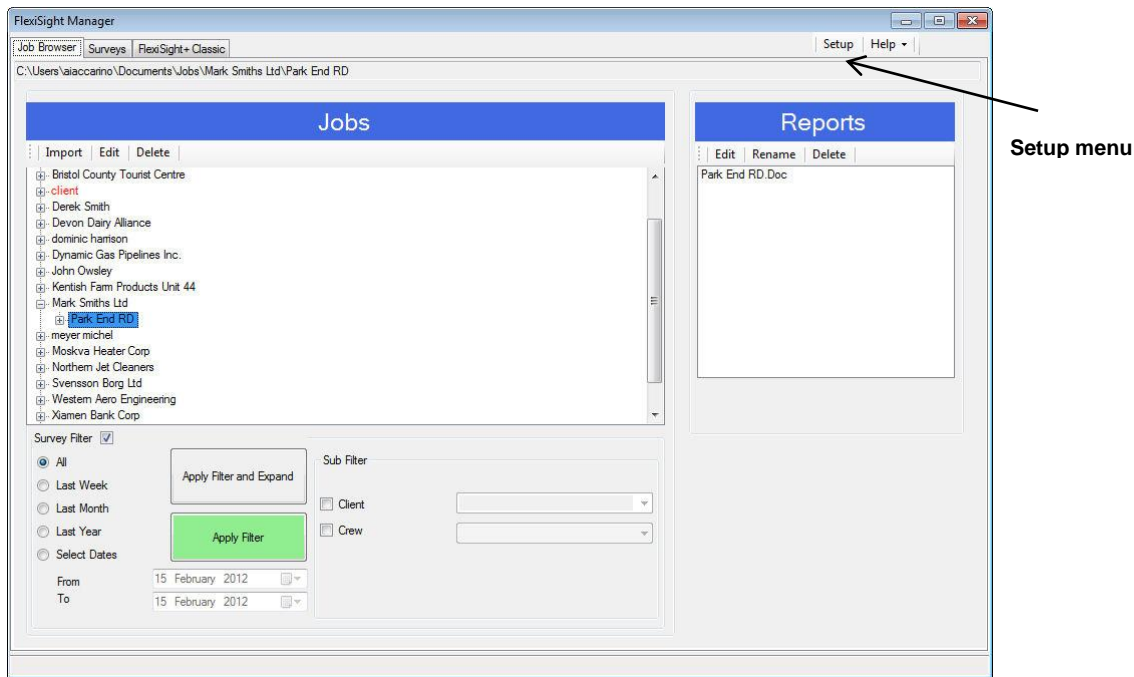 FlexiSight Manager
Job Browser Surveys FlexiSight+ Classic Setup Help
C:\Users\aiaccarino\Documents\Jobs\Mark Smiths Ltd\Park End RD
Jobs
Import Edit Delete
Bristol County Tourist Centre
client
Derek Smith
Devon Dairy Alliance
dominic harrison
Dynamic Gas Pipelines Inc.
John Owsley
Kentish Farm Products Unit 44
Mark Smiths Ltd
Park End RD
meyer michel
Moskva Heater Corp
Northern Jet Cleaners
Svensson Borg Ltd
Western Aero Engineering
Xiamen Bank Corp
Reports
Edit Rename Delete
Park End RD.Doc
Setup menu
Survey Filter
All
Last Week
Last Month
Last Year
Select Dates
From 15 February 2012
To 15 February 2012
Apply Filter and Expand
Apply Filter
Sub Filter
Client
Crew